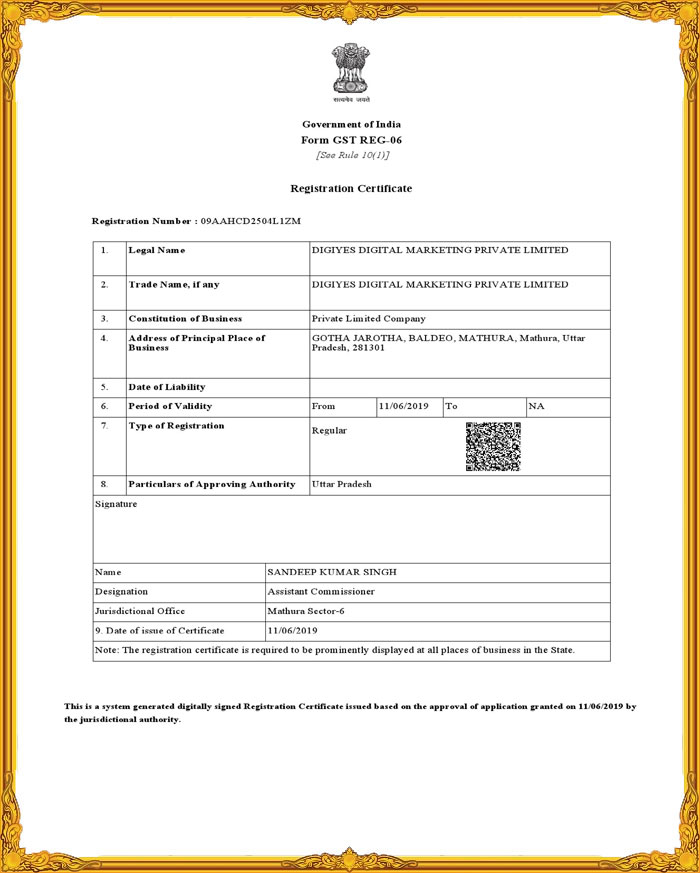 सत्यमेव जयते
Government of India
Form GST REG-06
[See Rule 10(1)]
Registration Certificate
Registration Number : 09AAHCD2504L1ZM
1. Legal Name DIGIYES DIGITAL MARKETING PRIVATE LIMITED
2. Trade Name, if any DIGIYES DIGITAL MARKETING PRIVATE LIMITED
3. Constitution of Business Private Limited Company
4. Address of Principal Place of GOTHA JAROTHA, BALDEO, MATHURA, Mathura, Uttar
Business Pradesh, 281301
5. Date of Liability
6. Period of Validity From 11/06/2019 To NA
7. Type of Registration Regular
8. Particulars of Approving Authority Uttar Pradesh
Signature
Name SANDEEP KUMAR SINGH
Designation Assistant Commissioner
Jurisdictional Office Mathura Sector-6
9. Date of issue of Certificate 11/06/2019
Note: The registration certificate is required to be prominently displayed at all places of business in the State.
This is a system generated digitally signed Registration Certificate issued based on the approval of application granted on 11/06/2019 by
the jurisdictional authority.